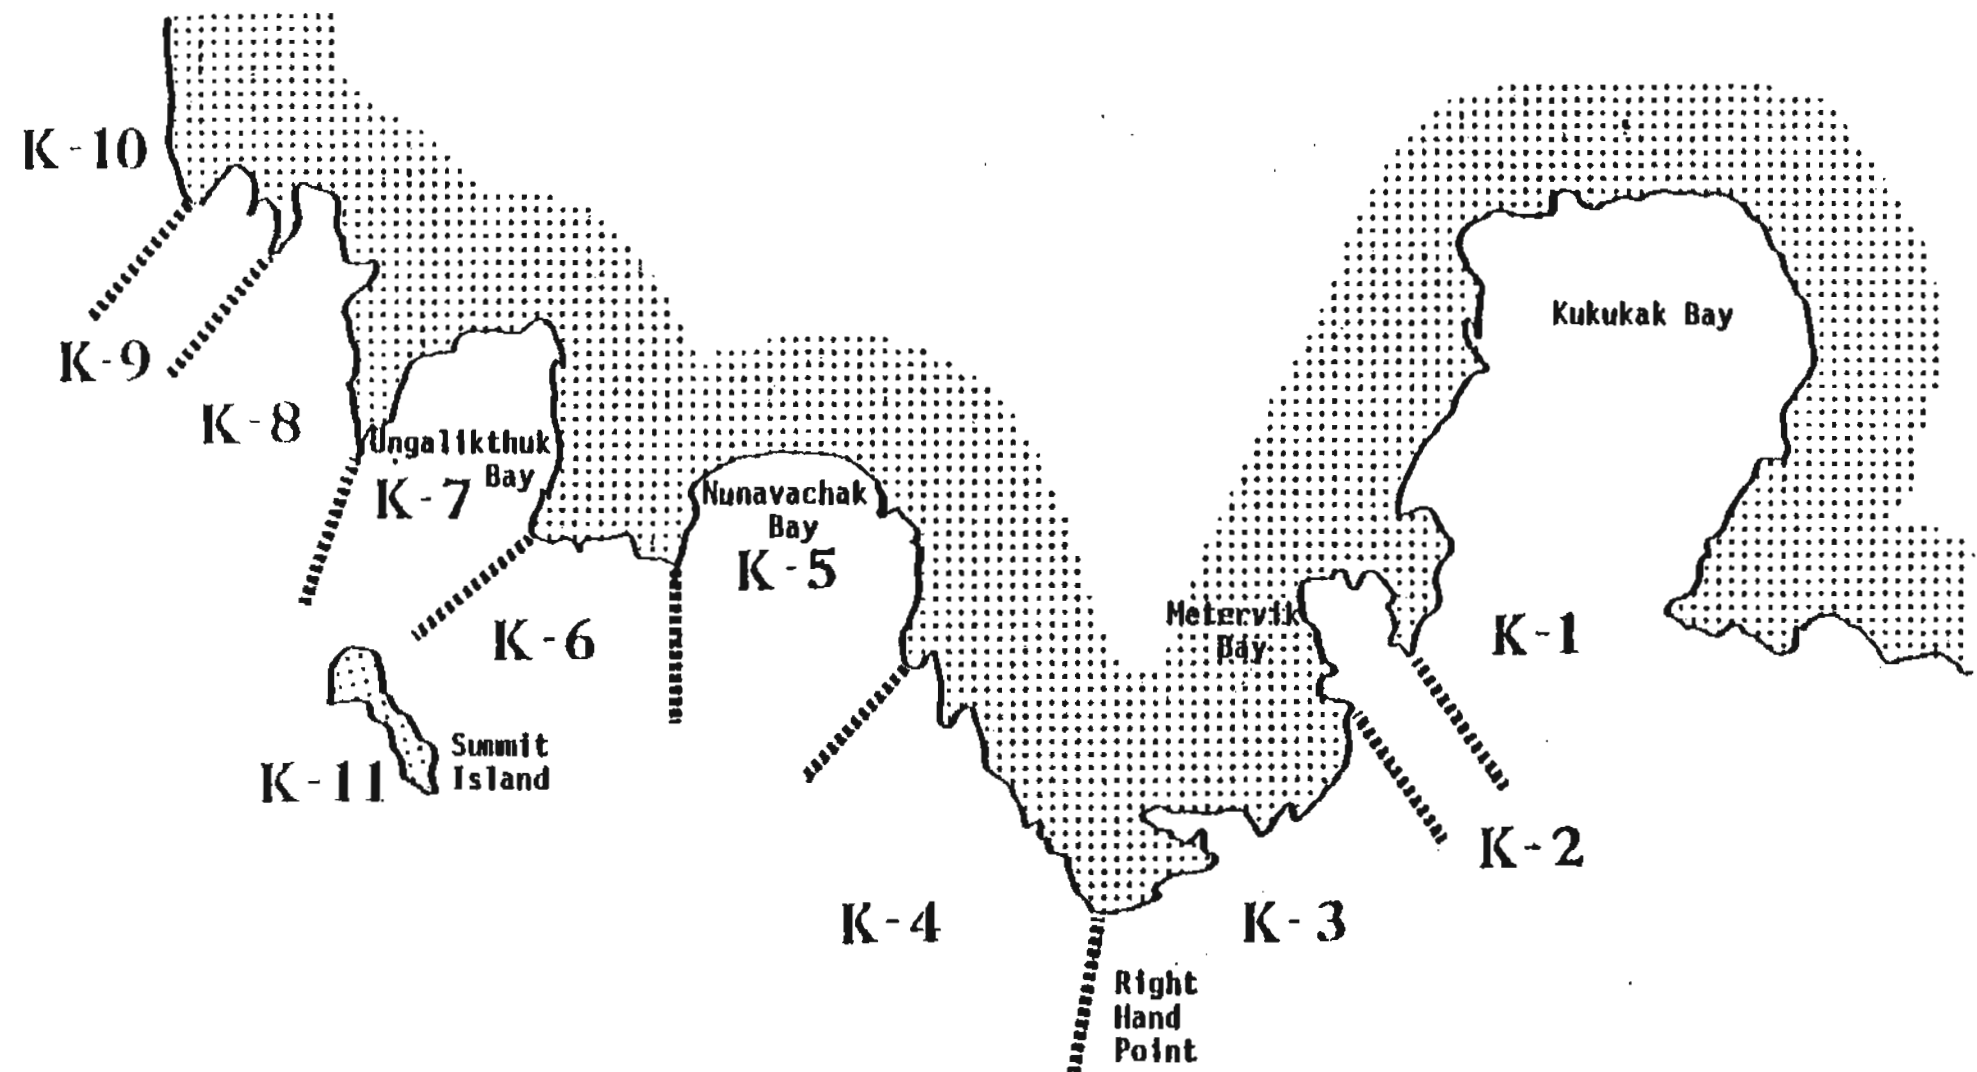 K-10
Kukukak Bay
K-9
K-8
Ungalikthuk
Bay
K-7
Nunavachak
Bay
K-5
Metervik
Bay
K-6
K-1
Summit
Island
K-11
K-2
K-4
K-3
Right
Hand
Point